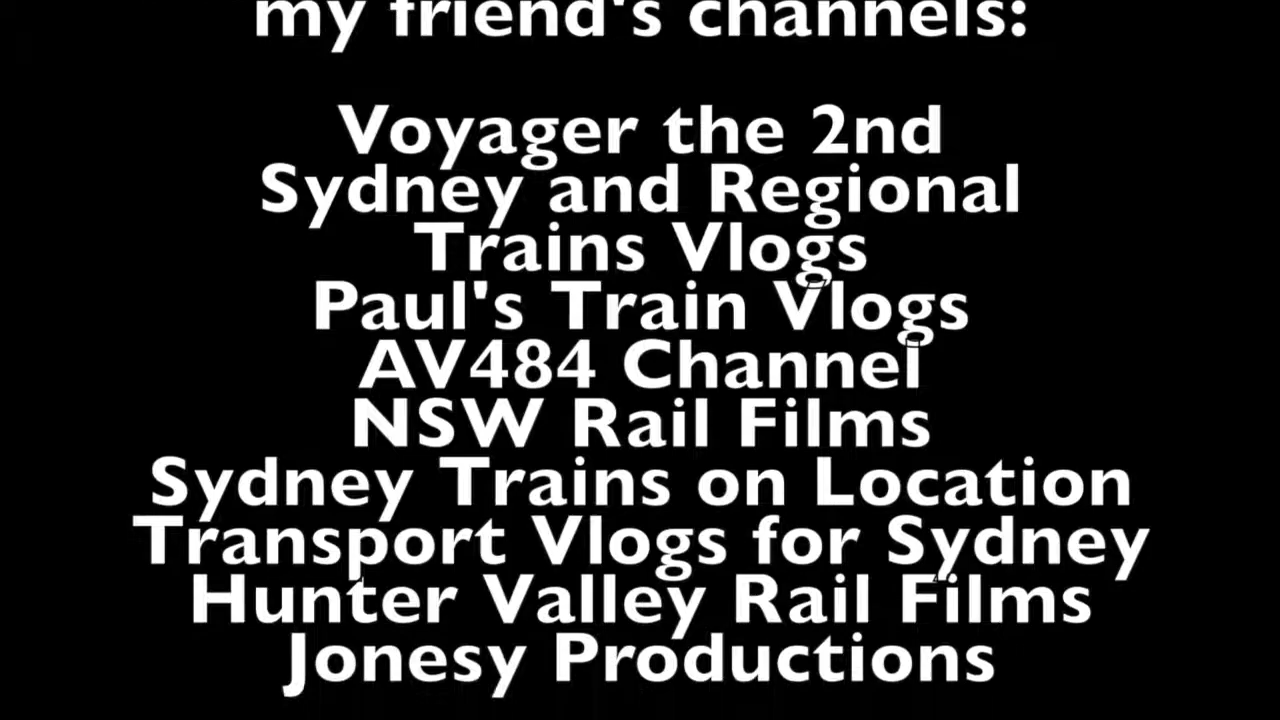 my friend's channels:
Voyager the 2nd
Sydney and Regional
Trains Vlogs
Paul's Train Vlogs
AV484 Channel
NSW Rail Films
Sydney Trains on Location
Transport Vlogs for Sydney
Hunter Valley Rail Films
Jonesy Productions